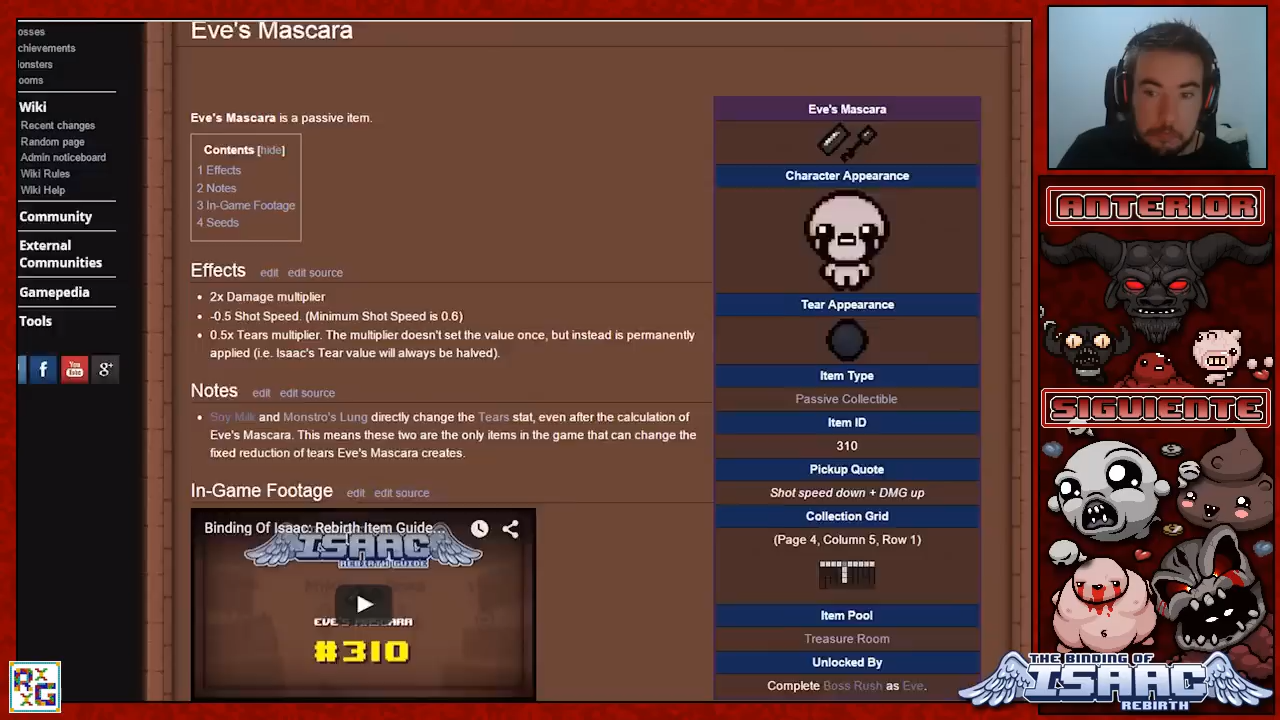 osses
chievements
onsters
ooms
Wiki
Recent changes
Random page
Admin noticeboard
Wiki Rules
Wiki Help
Community
External
Communities
Gamepedia
Tools
f
You
Tube
g+
Eve's Mascara
Eve's Mascara is a passive item.
Contents [hide]
1 Effects
2 Notes
3 In-Game Footage
4 Seeds
Effects edit edit source
2x Damage multiplier
-0.5 Shot Speed. (Minimum Shot Speed is 0.6)
0.5x Tears multiplier. The multiplier doesn't set the value once, but instead is permanently
applied (i.e. Isaac's Tear value will always be halved).
Notes edit edit source
Soy Milk and Monstro's Lung directly change the Tears stat, even after the calculation of
Eve's Mascara. This means these two are the only items in the game that can change the
fixed reduction of tears Eve's Mascara creates.
In-Game Footage edit edit source
Binding Of Isaac: Rebirth Item Guide...
ISAAC
REBIRTH GUIDE
EVE'S MASCARA
#310
Eve's Mascara
Character Appearance
Tear Appearance
Item Type
Passive Collectible
Item ID
310
Pickup Quote
Shot speed down + DMG up
Collection Grid
(Page 4, Column 5, Row 1)
Item Pool
Treasure Room
Unlocked By
Complete Boss Rush as Eve.
ANTERIOR
SIGUIENTE
THE BINDING OF
ISAAC
REBIRTH
RxxG